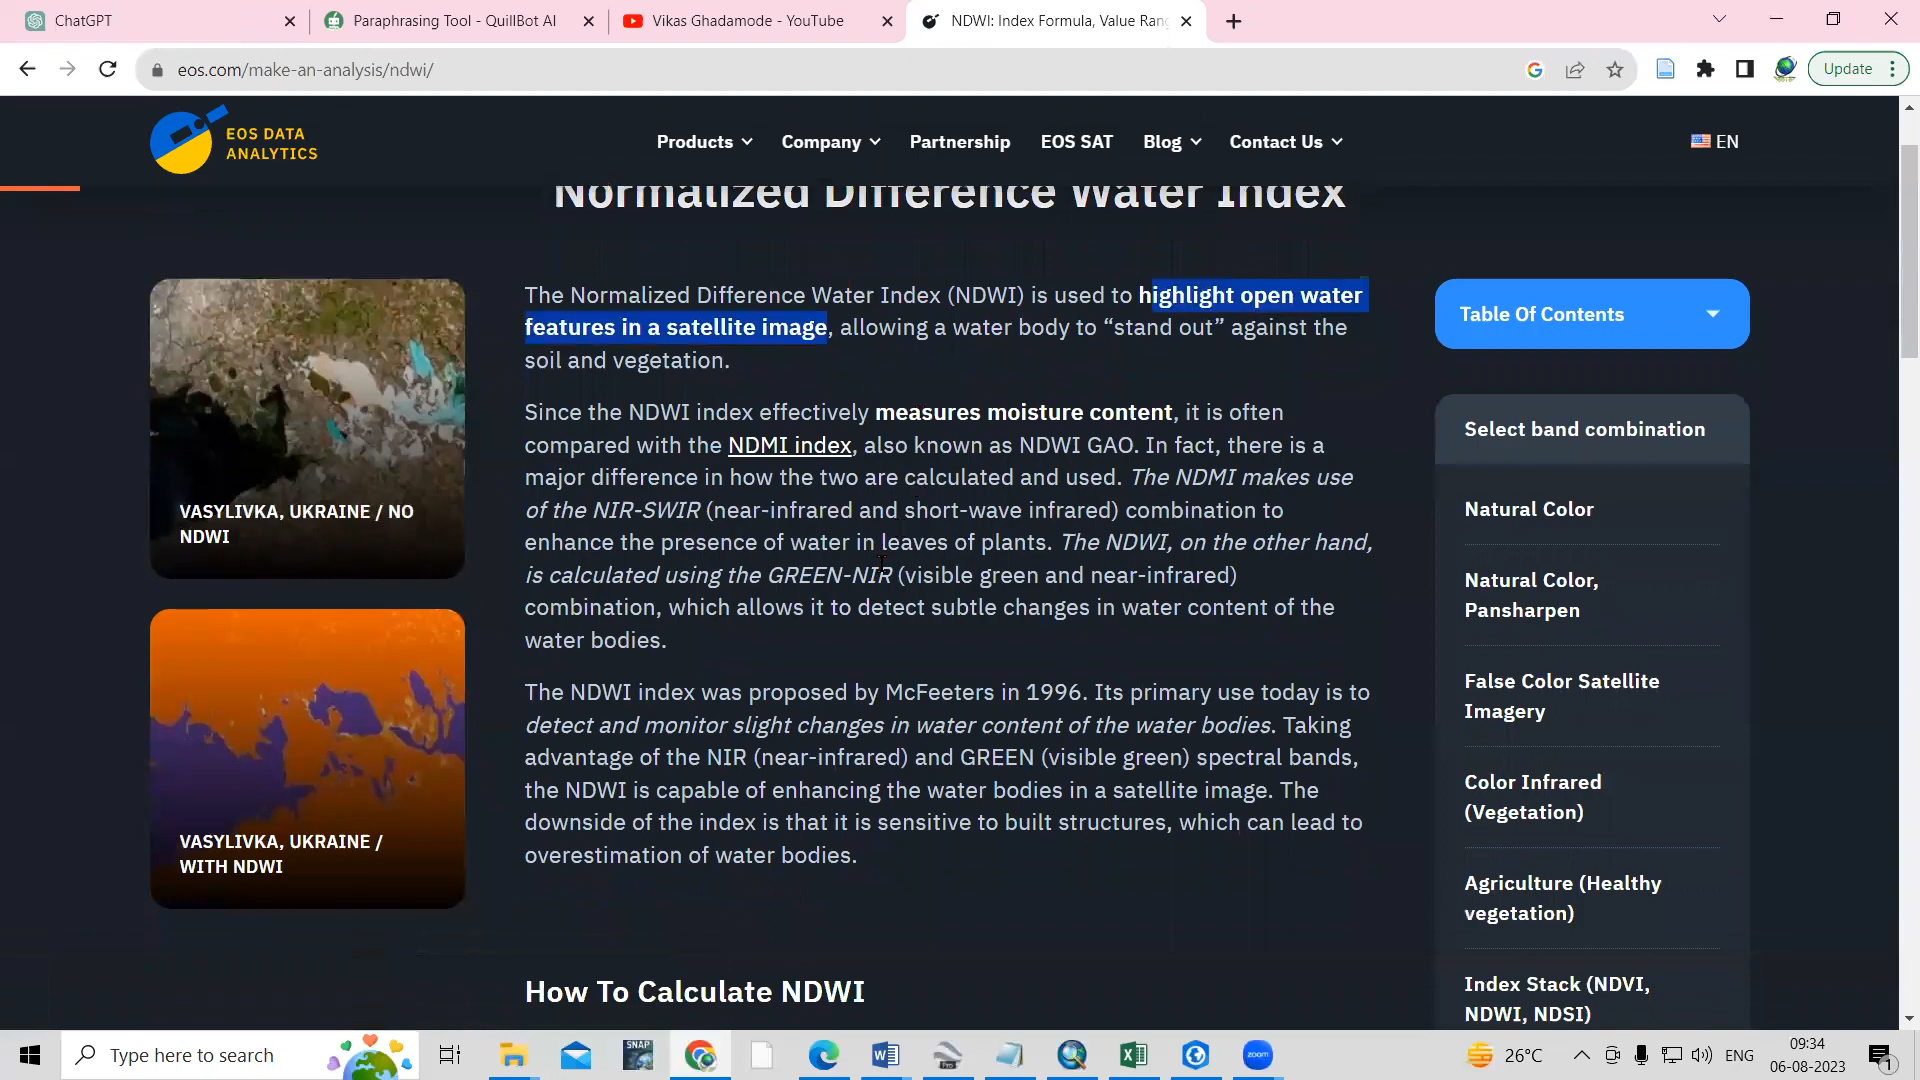 ChatGPT
Paraphrasing Tool - QuillBot AI
Vikas Ghadamode - YouTube
NDWI: Index Formula, Value Ran
eos.com/make-an-analysis/ndwi/
Update
EOS DATA
ANALYTICS
Products
Company
Partnership
EOS SAT
Blog
Contact Us
EN
Normalized Difference Water Index
The Normalized Difference Water Index (NDWI) is used to highlight open water
features in a satellite image, allowing a water body to “stand out” against the
soil and vegetation.
Since the NDWI index effectively measures moisture content, it is often
compared with the NDMI index, also known as NDWI GAO. In fact, there is a
major difference in how the two are calculated and used. The NDMI makes use
of the NIR-SWIR (near-infrared and short-wave infrared) combination to
enhance the presence of water in leaves of plants. The NDWI, on the other hand,
is calculated using the GREEN-NIR (visible green and near-infrared)
combination, which allows it to detect subtle changes in water content of the
water bodies.
The NDWI index was proposed by McFeeters in 1996. Its primary use today is to
detect and monitor slight changes in water content of the water bodies. Taking
advantage of the NIR (near-infrared) and GREEN (visible green) spectral bands,
the NDWI is capable of enhancing the water bodies in a satellite image. The
downside of the index is that it is sensitive to built structures, which can lead to
overestimation of water bodies.
How To Calculate NDWI
VASYLIVKA, UKRAINE / NO
NDWI
VASYLIVKA, UKRAINE /
WITH NDWI
Table Of Contents
Select band combination
Natural Color
Natural Color,
Pansharpen
False Color Satellite
Imagery
Color Infrared
(Vegetation)
Agriculture (Healthy
vegetation)
Index Stack (NDVI,
NDWI, NDSI)
Type here to search
SNAP
Pro
zoom
26°C
ENG
09:34
06-08-2023
1